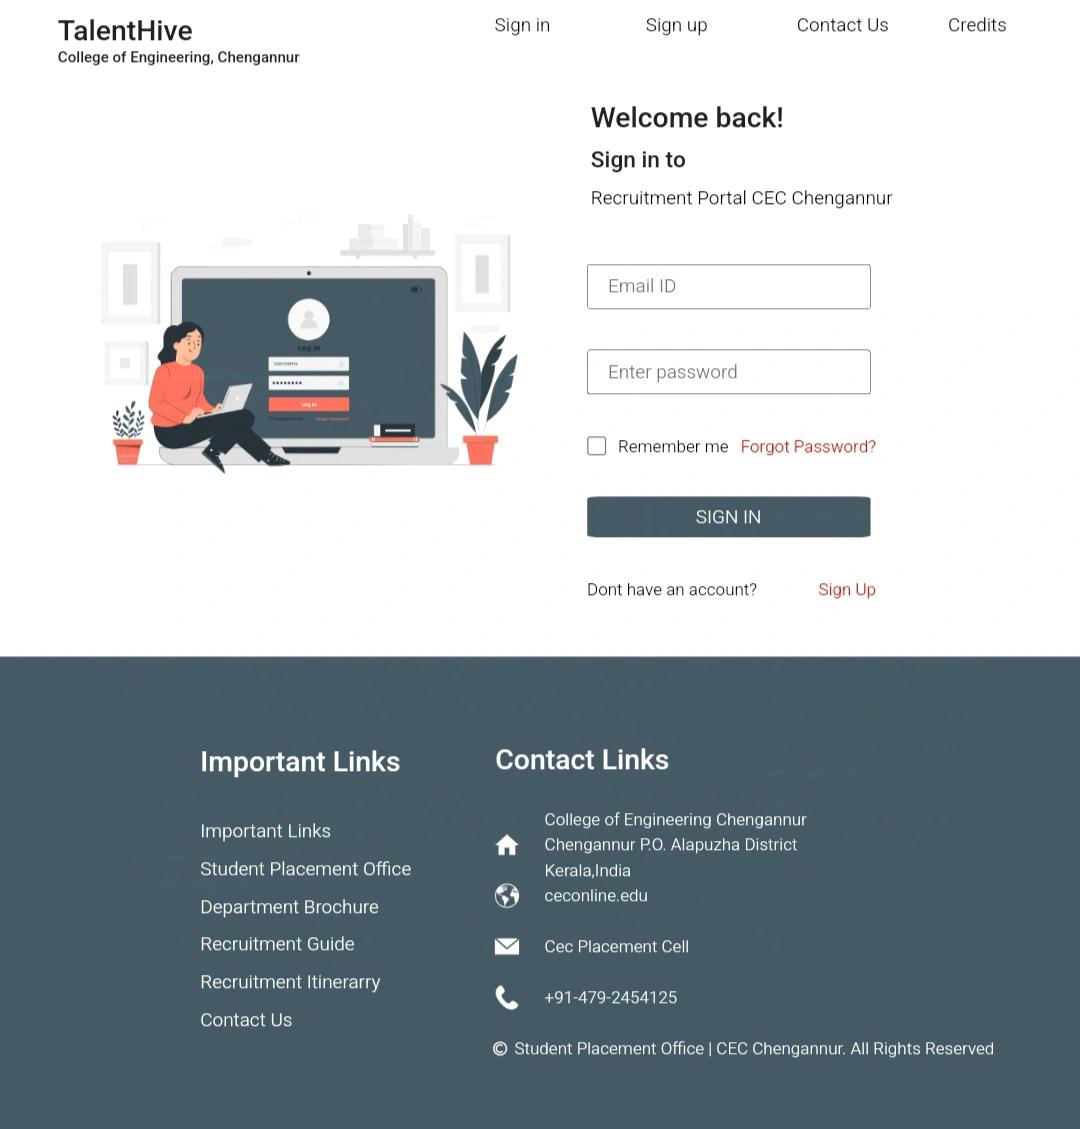 TalentHive
College of Engineering, Chengannur
Sign in
Sign up
Contact Us
Credits
Welcome back!
Sign in to
Recruitment Portal CEC Chengannur
Email ID
Enter password
Remember me
Forgot Password?
SIGN IN
Dont have an account?
Sign Up
Log In
Username
Log In
Forgot Password?
Important Links
Important Links
Student Placement Office
Department Brochure
Recruitment Guide
Recruitment Itinerarry
Contact Us
Contact Links
College of Engineering Chengannur
Chengannur P.O. Alapuzha District
Kerala,India
ceconline.edu
Cec Placement Cell
+91-479-2454125
© Student Placement Office | CEC Chengannur. All Rights Reserved